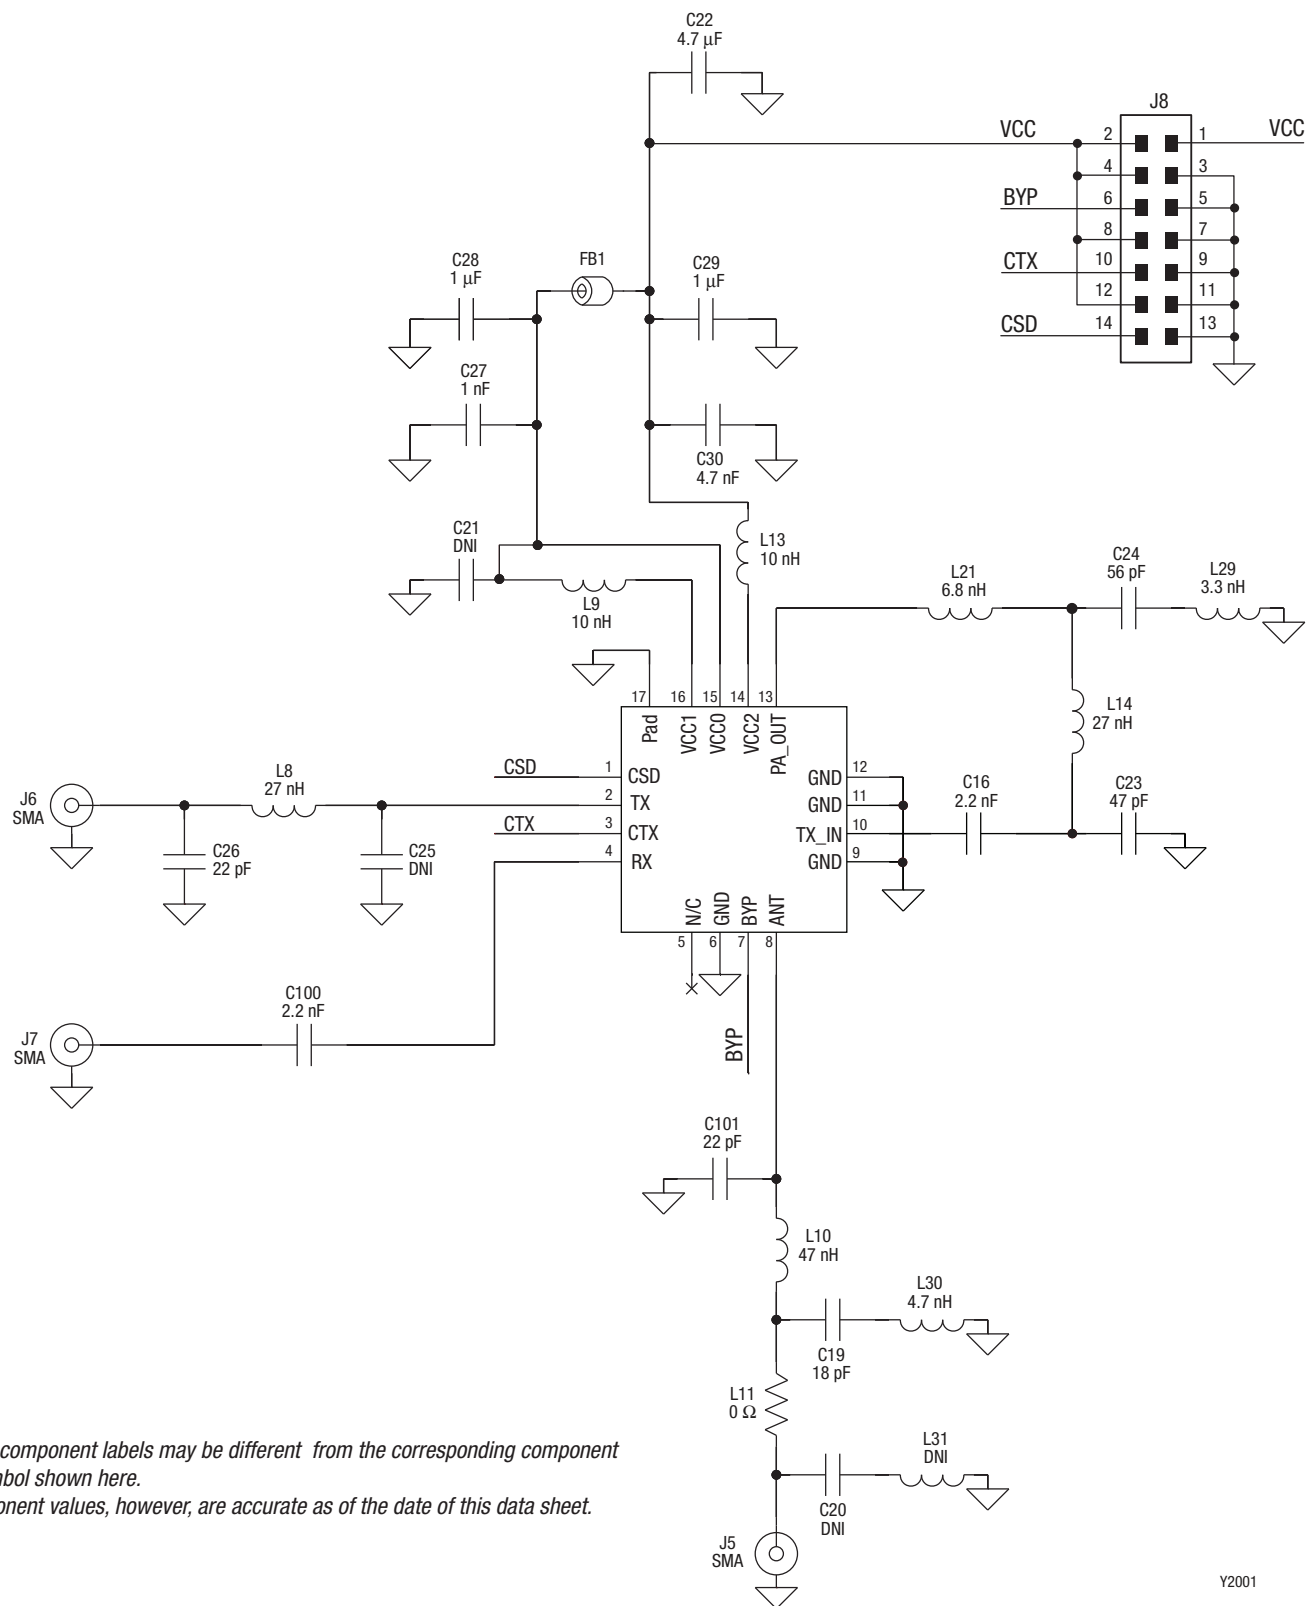 C22
4.7 µF
J8
VCC
2
1
VCC
4
3
BYP
6
5
8
7
CTX
10
9
12
11
CSD
14
13
C28
1 µF
FB1
C29
1 µF
C27
1 nF
C30
4.7 nF
C21
DNI
L9
10 nH
L13
10 nH
L21
6.8 nH
C24
56 pF
L29
3.3 nH
L14
27 nH
17
16
15
14
13
Pad
VCC1
VCC0
VCC2
PA_OUT
CSD
1
CSD
GND
12
2
TX
GND
11
CTX
3
CTX
TX_IN
10
4
RX
GND
9
C16
2.2 nF
C23
47 pF
J6
SMA
L8
27 nH
C26
22 pF
C25
DNI
N/C
GND
BYP
ANT
5
6
7
8
J7
SMA
C100
2.2 nF
BYP
C101
22 pF
L10
47 nH
L30
4.7 nH
C19
18 pF
L11
0 Ω
L31
DNI
C20
DNI
J5
SMA
component labels may be different from the corresponding component
shown here.
values, however, are accurate as of the date of this data sheet.
Y2001